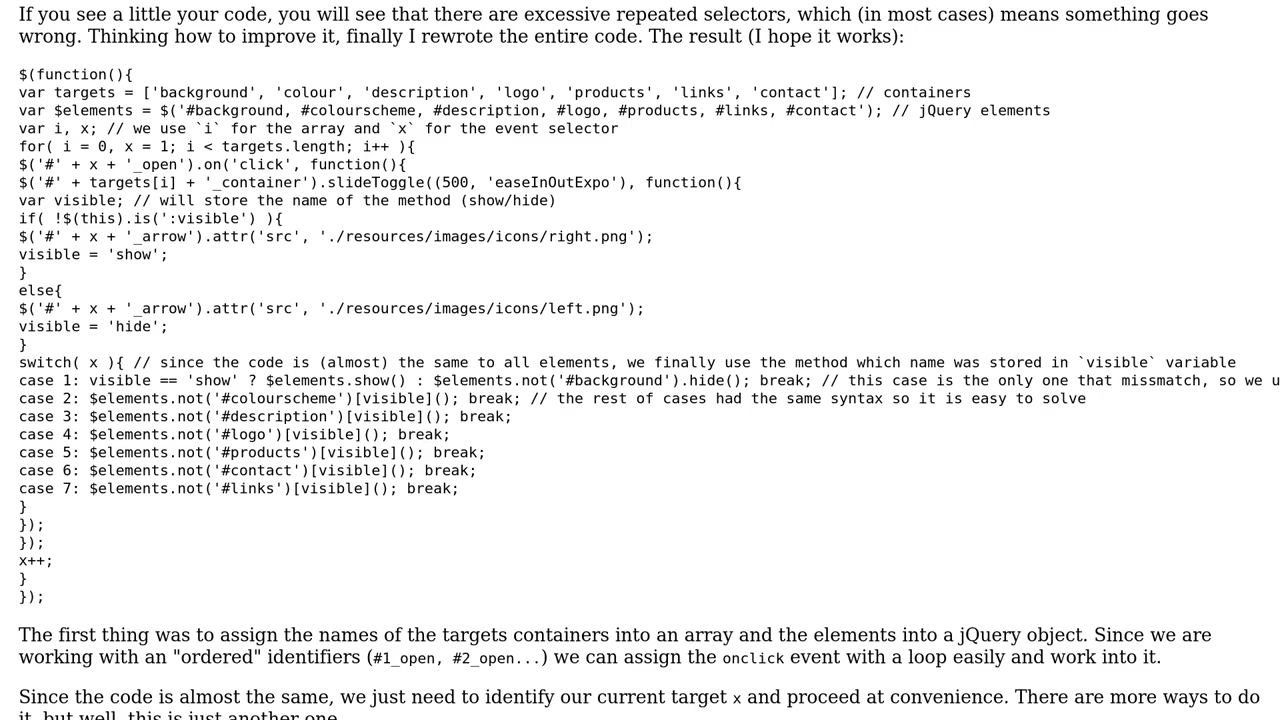 If you see a little your code, you will see that there are excessive repeated selectors, which (in most cases) means something goes
wrong. Thinking how to improve it, finally I rewrote the entire code. The result (I hope it works):
$(function(){
var targets = ['background', 'colour', 'description', 'logo', 'products', 'links', 'contact']; // containers
var $elements = $('#background, #colourscheme, #description, #logo, #products, #links, #contact'); // jQuery elements
var i, x; // we use `i` for the array and `x` for the event selector
for( i = 0, x = 1; i < targets.length; i++ ){
$('#' + x + '_open').on('click', function(){
$('#' + targets[i] + '_container').slideToggle((500, 'easeInOutExpo'), function(){
var visible; // will store the name of the method (show/hide)
if( !$(this).is(':visible') ){
$('#' + x + '_arrow').attr('src', './resources/images/icons/right.png');
visible = 'show';
}
else{
$('#' + x + '_arrow').attr('src', './resources/images/icons/left.png');
visible = 'hide';
}
switch( x ){ // since the code is (almost) the same to all elements, we finally use the method which name was stored in `visible` variable
case 1: visible == 'show' ? $elements.show() : $elements.not('#background').hide(); break; // this case is the only one that missmatch, so we u
case 2: $elements.not('#colourscheme')[visible](); break; // the rest of cases had the same syntax so it is easy to solve
case 3: $elements.not('#description')[visible](); break;
case 4: $elements.not('#logo')[visible](); break;
case 5: $elements.not('#products')[visible](); break;
case 6: $elements.not('#contact')[visible](); break;
case 7: $elements.not('#links')[visible](); break;
}
});
});
x++;
}
});
The first thing was to assign the names of the targets containers into an array and the elements into a jQuery object. Since we are
working with an "ordered" identifiers (#1_open, #2_open...) we can assign the onclick event with a loop easily and work into it.
Since the code is almost the same, we just need to identify our current target x and proceed at convenience. There are more ways to do
it, but well, this is just another one.